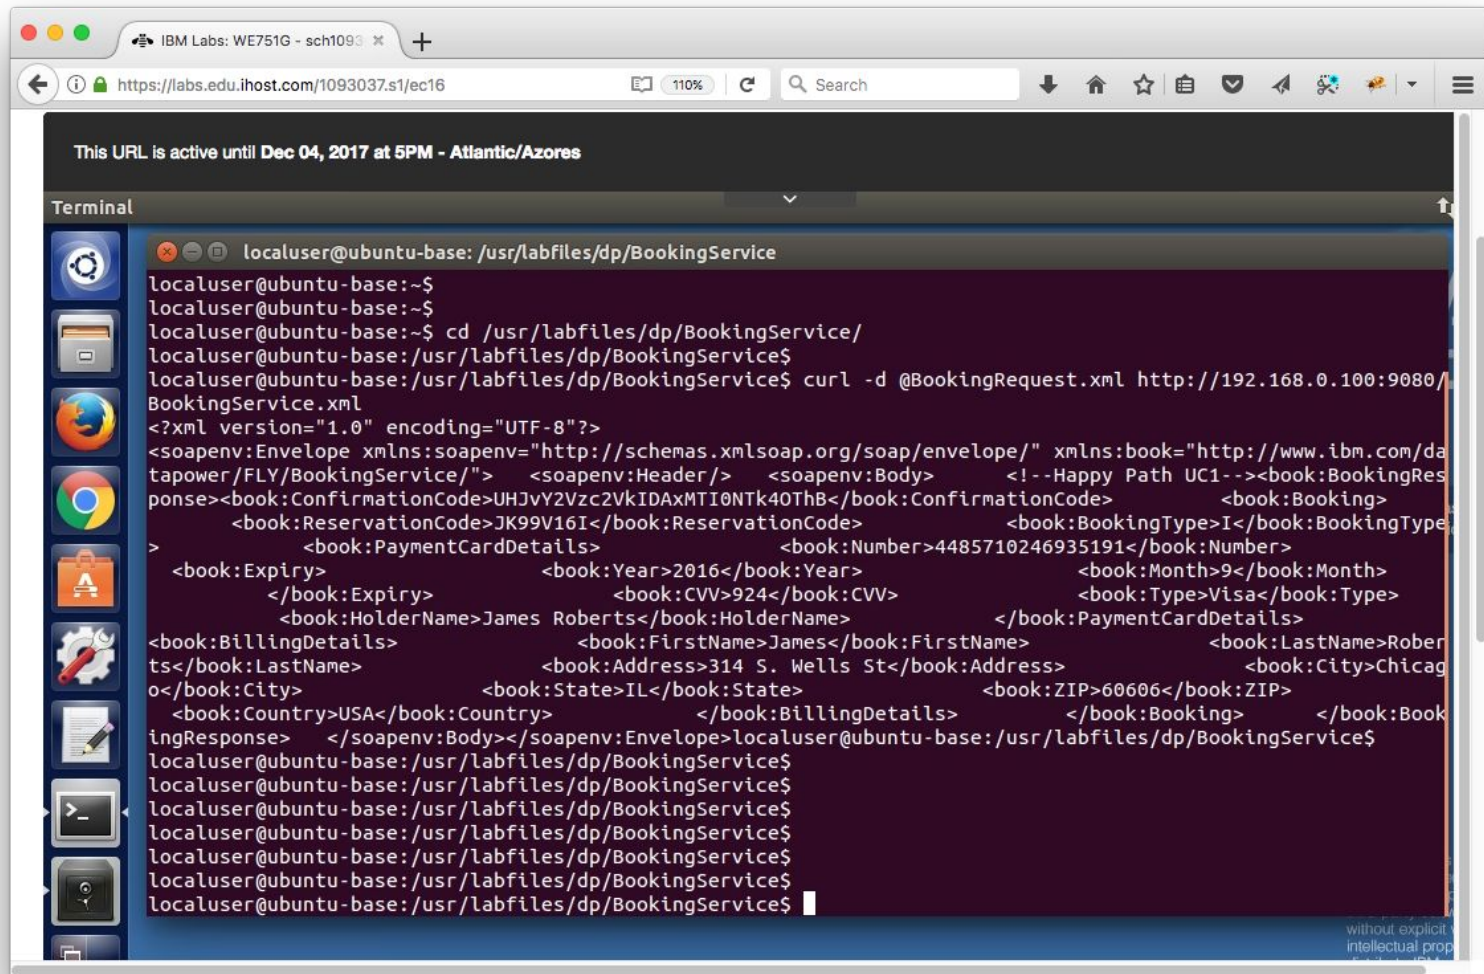 IBM Labs: WE751G - sch1093
https://labs.edu.ihost.com/1093037.s1/ec16
110%
Search
This URL is active until Dec 04, 2017 at 5PM - Atlantic/Azores
Terminal
localuser@ubuntu-base: /usr/labfiles/dp/BookingService
localuser@ubuntu-base:~$
localuser@ubuntu-base:~$
localuser@ubuntu-base:~$ cd /usr/labfiles/dp/BookingService/
localuser@ubuntu-base:/usr/labfiles/dp/BookingService$
localuser@ubuntu-base:/usr/labfiles/dp/BookingService$ curl -d @BookingRequest.xml http://192.168.0.100:9080/
BookingService.xml
<?xml version="1.0" encoding="UTF-8"?>
<soapenv:Envelope xmlns:soapenv="http://schemas.xmlsoap.org/soap/envelope/" xmlns:book="http://www.ibm.com/da
tapower/FLY/BookingService/">   <soapenv:Header/>   <soapenv:Body>      <!--Happy Path UC1--><book:BookingRes
ponse><book:ConfirmationCode>UHJvY2Vzc2VkIDAxMTI0NTk4OThB</book:ConfirmationCode>         <book:Booking>
       <book:ReservationCode>JK99V16I</book:ReservationCode>            <book:BookingType>I</book:BookingType
>            <book:PaymentCardDetails>               <book:Number>4485710246935191</book:Number>
  <book:Expiry>                  <book:Year>2016</book:Year>                  <book:Month>9</book:Month>
          </book:Expiry>               <book:CVV>924</book:CVV>               <book:Type>Visa</book:Type>
           <book:HolderName>James Roberts</book:HolderName>            </book:PaymentCardDetails>
<book:BillingDetails>               <book:FirstName>James</book:FirstName>               <book:LastName>Rober
ts</book:LastName>               <book:Address>314 S. Wells St</book:Address>               <book:City>Chicag
o</book:City>               <book:State>IL</book:State>               <book:ZIP>60606</book:ZIP>
  <book:Country>USA</book:Country>            </book:BillingDetails>         </book:Booking>      </book:Book
ingResponse>   </soapenv:Body></soapenv:Envelope>localuser@ubuntu-base:/usr/labfiles/dp/BookingService$
localuser@ubuntu-base:/usr/labfiles/dp/BookingService$
localuser@ubuntu-base:/usr/labfiles/dp/BookingService$
localuser@ubuntu-base:/usr/labfiles/dp/BookingService$
localuser@ubuntu-base:/usr/labfiles/dp/BookingService$
localuser@ubuntu-base:/usr/labfiles/dp/BookingService$
localuser@ubuntu-base:/usr/labfiles/dp/BookingService$
localuser@ubuntu-base:/usr/labfiles/dp/BookingService$
without explicit
intellectual prop